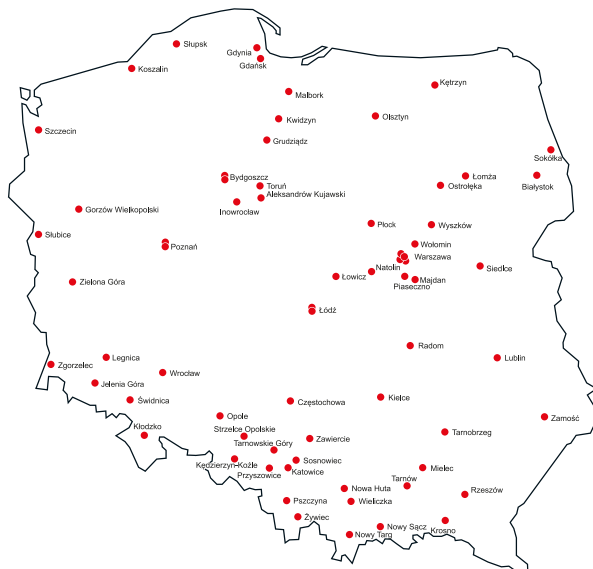 Słupsk
Gdynia
Gdańsk
Koszalin
Kętrzyn
Malbork
Kwidzyn
Olsztyn
Szczecin
Grudziądz
Sokółka
Bydgoszcz
Łomża
Toruń
Ostrołęka
Białystok
Aleksandrów Kujawski
Inowrocław
Gorzów Wielkopolski
Płock
Wyszków
Słubice
Poznań
Wołomin
Warszawa
Natolin
Siedlce
Zielona Góra
Łowicz
Majdan
Piaseczno
Łódź
Radom
Legnica
Lublin
Zgorzelec
Wrocław
Jelenia Góra
Świdnica
Częstochowa
Kielce
Opole
Zamość
Kłodzko
Strzelce Opolskie
Tarnobrzeg
Zawiercie
Tarnowskie Góry
Kędzierzyn-Koźle
Sosnowiec
Katowice
Mielec
Przyszowice
Tarnów
Nowa Huta
Rzeszów
Pszczyna
Wieliczka
Żywiec
Nowy Sącz
Krosno
Nowy Targ